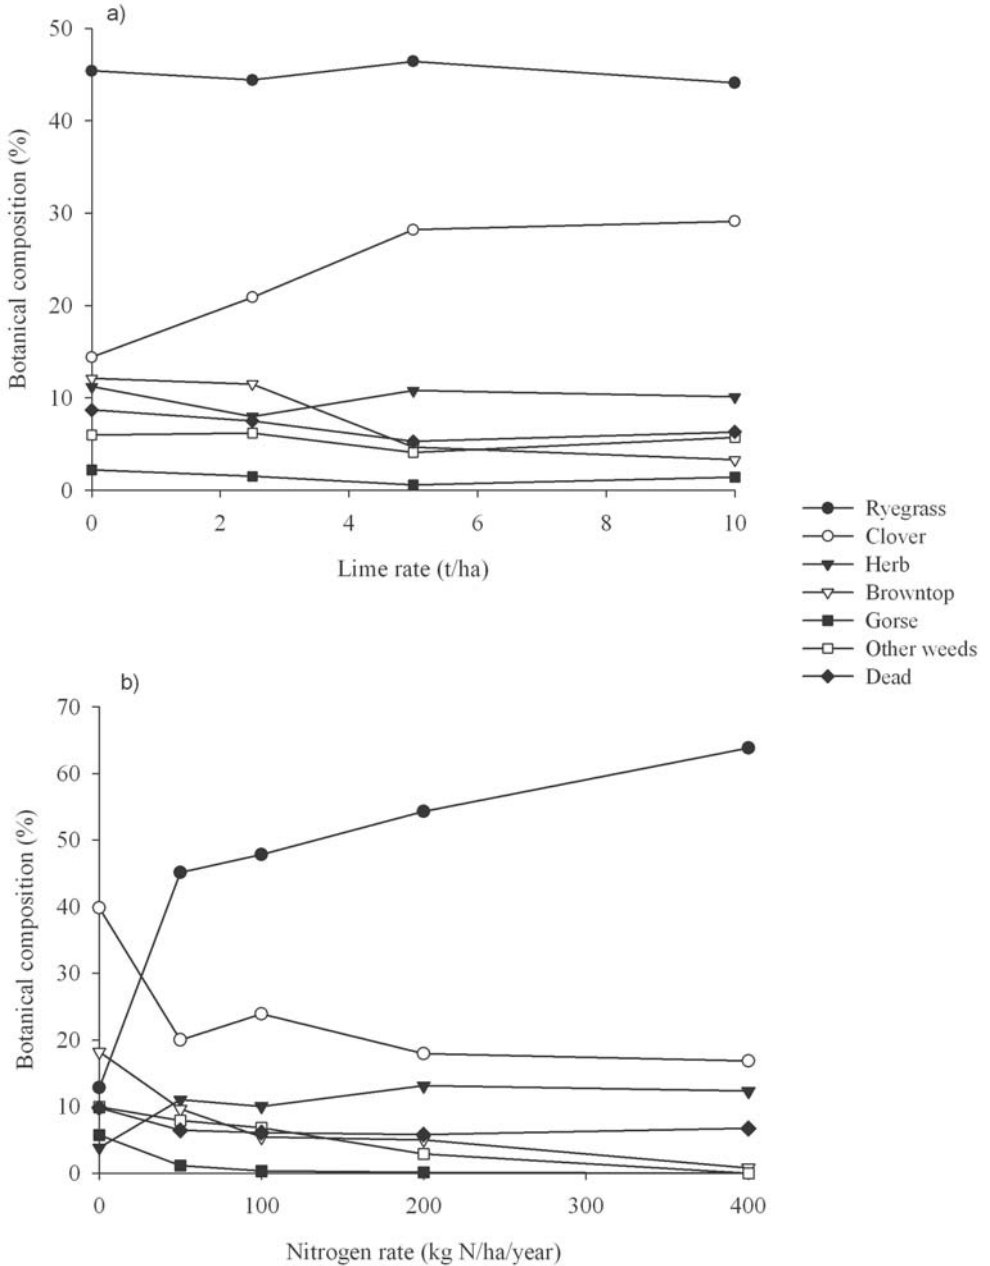 a)
50
40
30
20
10
0
Botanical composition (%)
0 2 4 6 8 10
Lime rate (t/ha)
Ryegrass
Clover
Herb
Browntop
Gorse
Other weeds
Dead
b)
70
60
50
40
30
20
10
0
Botanical composition (%)
0 100 200 300 400
Nitrogen rate (kg N/ha/year)